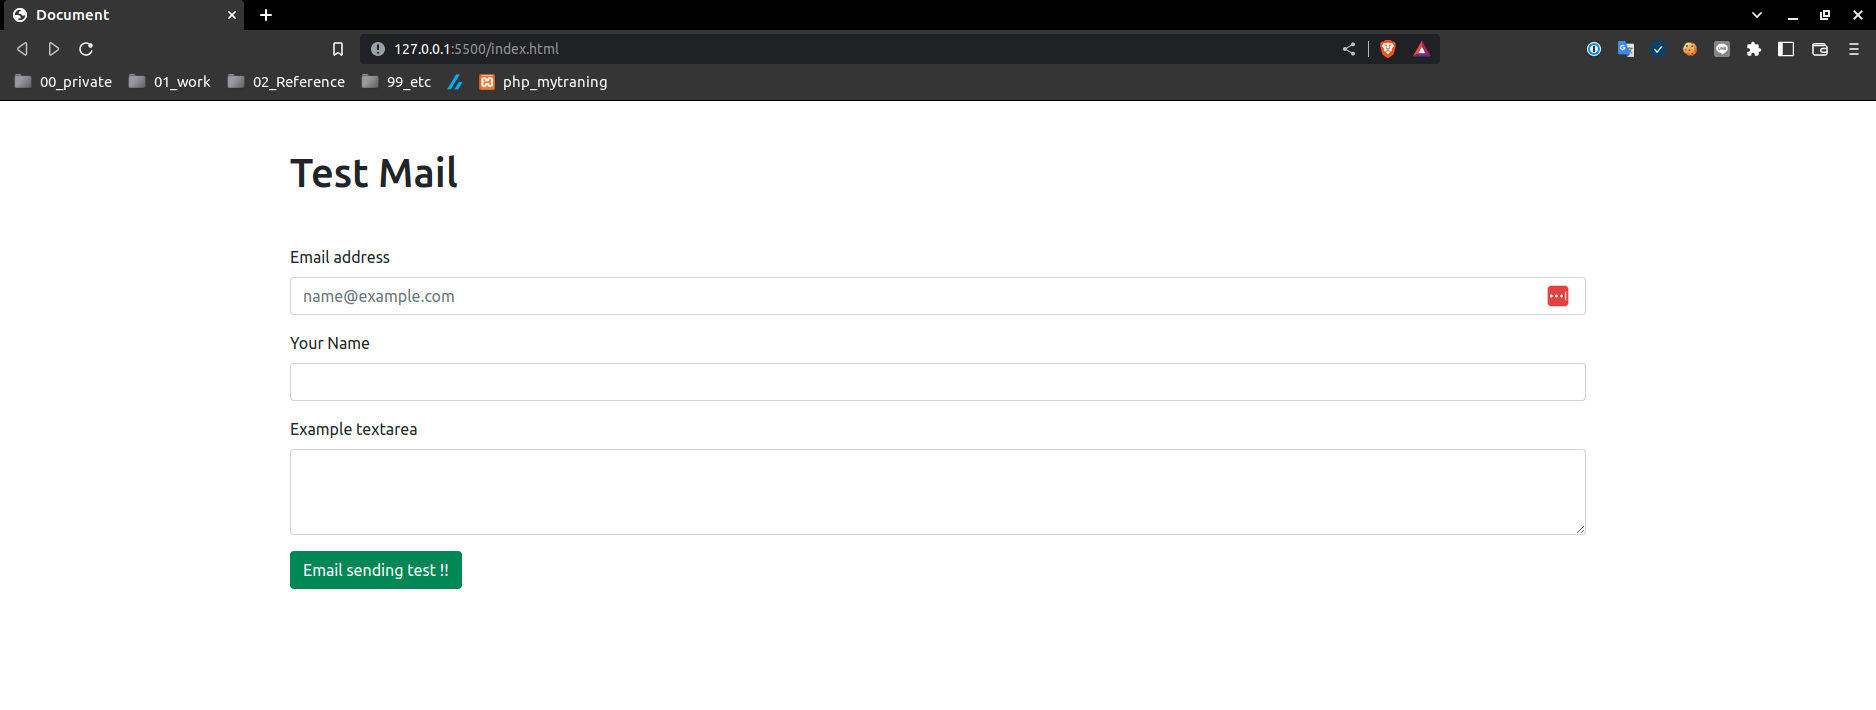 Document
127.0.0.1:5500/index.html
00_private 01_work 02_Reference 99_etc php_mytraning
Test Mail
Email address
name@example.com
Your Name
Example textarea
Email sending test !!